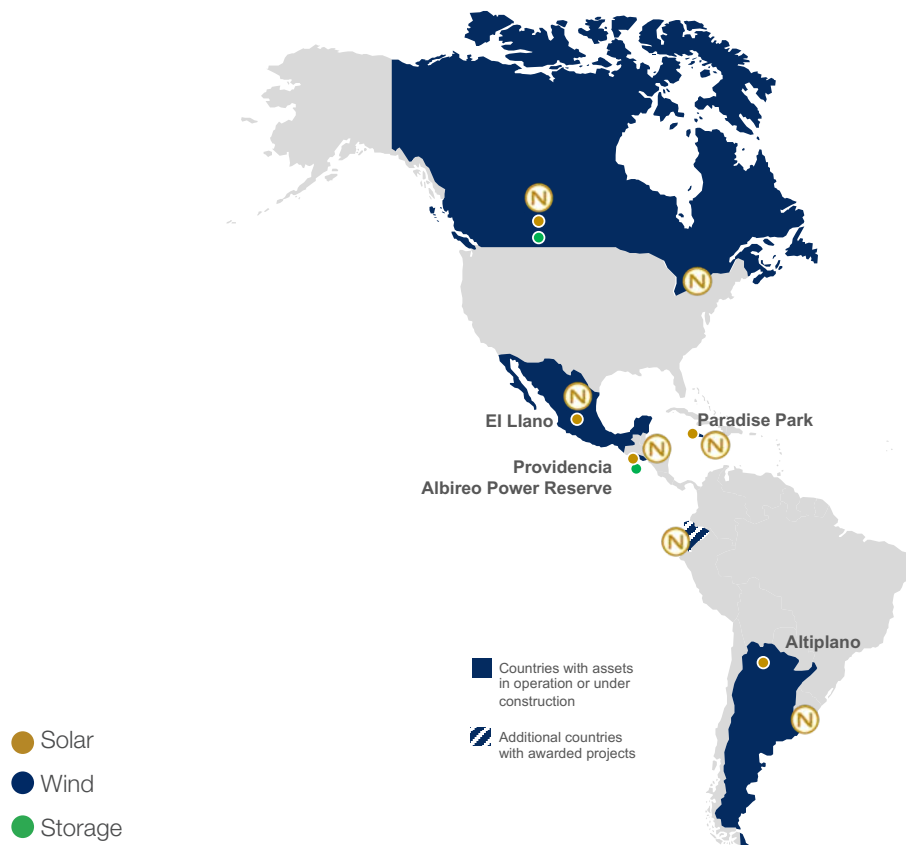 N
N
N
El Llano
Paradise Park
N
N
Providencia
Albireo Power Reserve
N
Altiplano
Countries with assets
in operation or under
construction
N
Additional countries
with awarded projects
Solar
Wind
Storage